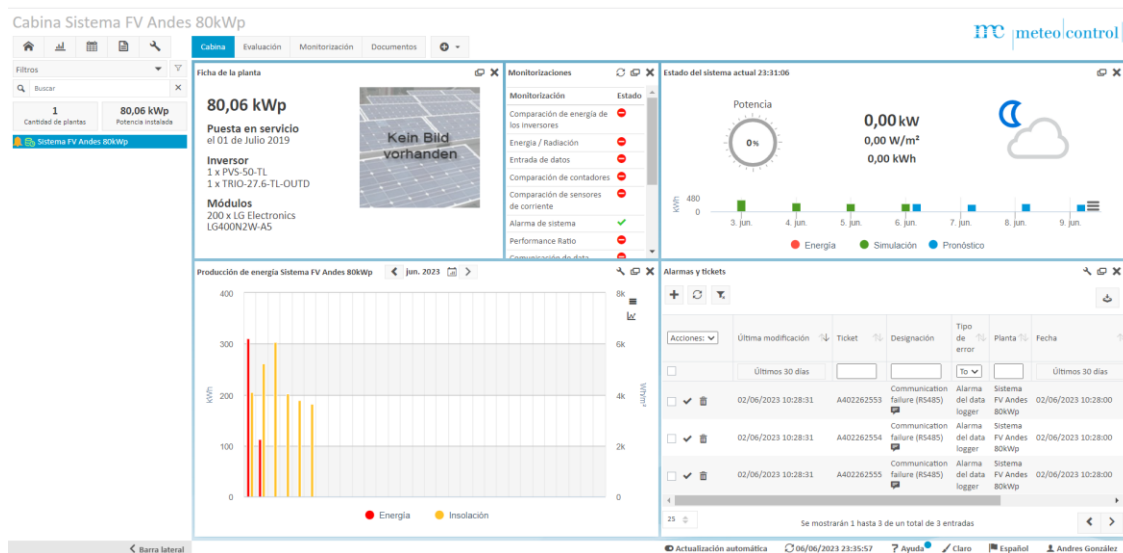 Cabina Sistema FV Andes 80kWp
mc meteo control
Cabina Evaluación Monitorización Documentos
Filtros
Buscar
1
Cantidad de plantas
80,06 kWp
Potencia instalada
Sistema FV Andes 80kWp
Ficha de la planta
80,06 kWp
Puesta en servicio
el 01 de Julio 2019
Inversor
1 x PVS-50-TL
1 x TRIO-27.6-TL-OUTD
Módulos
200 x LG Electronics
LG400N2W-A5
Kein Bild
vorhanden
Monitorizaciones
Monitorización Estado
Comparación de energía de
los inversores
Energia / Radiación
Entrada de datos
Comparación de contadores
Comparación de sensores
de corriente
Alarma de sistema
Performance Ratio
Comunicación de data
Estado del sistema actual 23:31:06
Potencia
0%
0,00 kW
0,00 W/m²
0,00 kWh
kWh
480
0
3. jun. 4. jun. 5. jun. 6. jun. 7. jun. 8. jun. 9. jun.
Energía Simulación Pronóstico
Producción de energía Sistema FV Andes 80kWp jun. 2023
400 8k
300 6k
200 4k
100 2k
0 0
kWh
Wh/m²
Energía Insolación
Alarmas y tickets
Acciones: Última modificación Ticket Designación Tipo de error Planta Fecha
Últimos 30 días To Últimos 30 días
02/06/2023 10:28:31 A402262553 Communication failure (RS485) Alarma del data logger Sistema FV Andes 80kWp 02/06/2023 10:28:00
02/06/2023 10:28:31 A402262554 Communication failure (RS485) Alarma del data logger Sistema FV Andes 80kWp 02/06/2023 10:28:00
02/06/2023 10:28:31 A402262555 Communication failure (RS485) Alarma del data logger Sistema FV Andes 80kWp 02/06/2023 10:28:00
25 Se mostrarán 1 hasta 3 de un total de 3 entradas
Barra lateral
Actualización automática 06/06/2023 23:35:57 Ayuda Claro Español Andres González